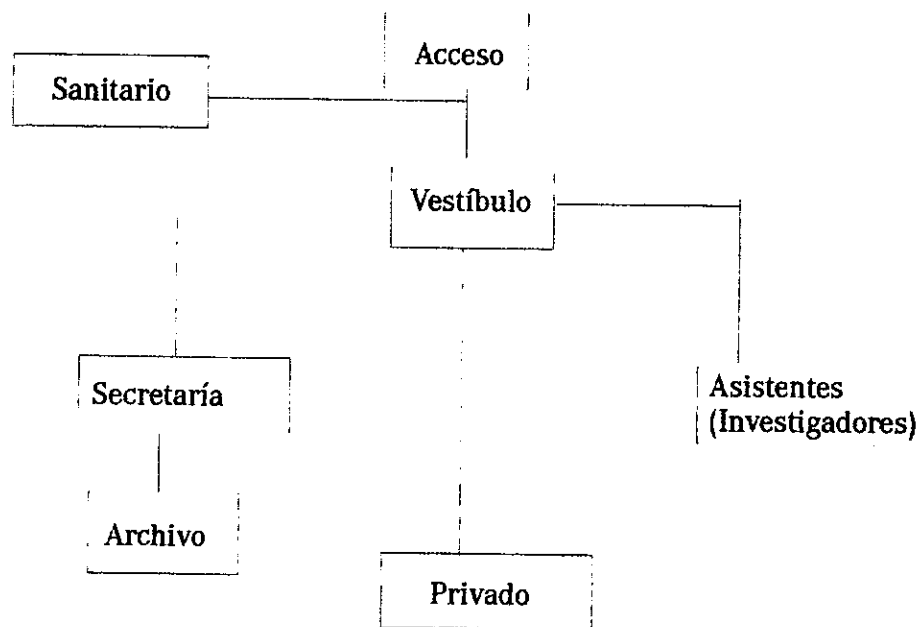 Acceso
Sanitario
Vestíbulo
Secretaría
Asistentes
(Investigadores)
Archivo
Privado